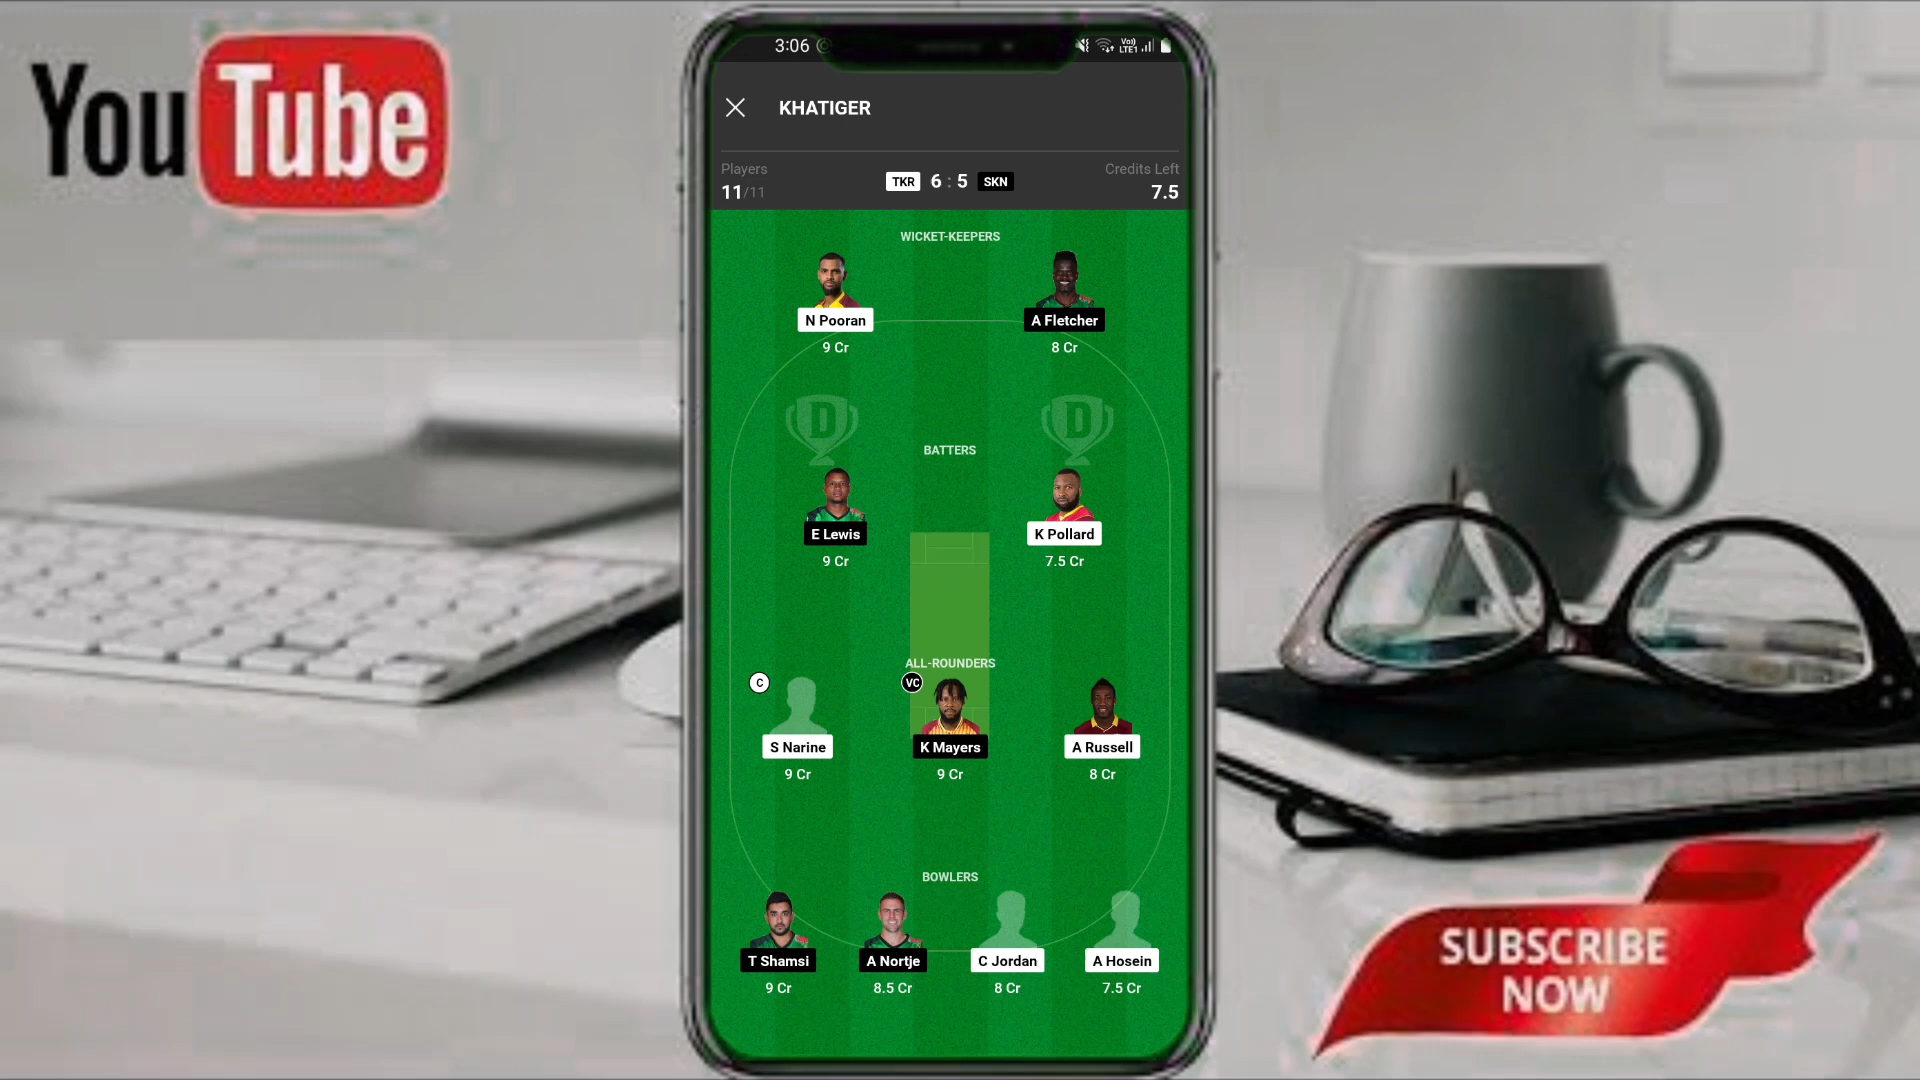 YouTube
3:06
Vo))
LTE1
KHATIGER
Players
11/11
TKR 6 : 5 SKN
Credits Left
7.5
WICKET-KEEPERS
N Pooran
A Fletcher
9 Cr
8 Cr
D
D
BATTERS
E Lewis
K Pollard
9 Cr
7.5 Cr
ALL-ROUNDERS
C
VC
S Narine
K Mayers
A Russell
9 Cr
9 Cr
8 Cr
BOWLERS
T Shamsi
A Nortje
C Jordan
A Hosein
9 Cr
8.5 Cr
8 Cr
7.5 Cr
SUBSCRIBE
NOW